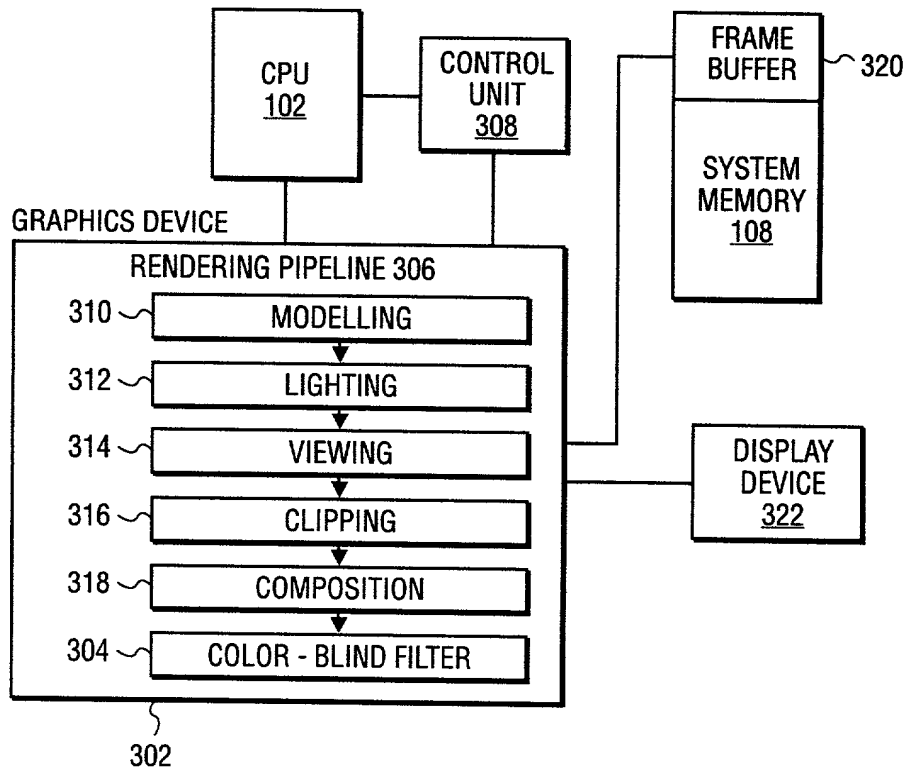 CPU
102
CONTROL
UNIT
308
FRAME
BUFFER
320
SYSTEM
MEMORY
108
GRAPHICS DEVICE
RENDERING PIPELINE 306
310 MODELLING
312 LIGHTING
314 VIEWING
316 CLIPPING
318 COMPOSITION
304 COLOR - BLIND FILTER
302
DISPLAY
DEVICE
322